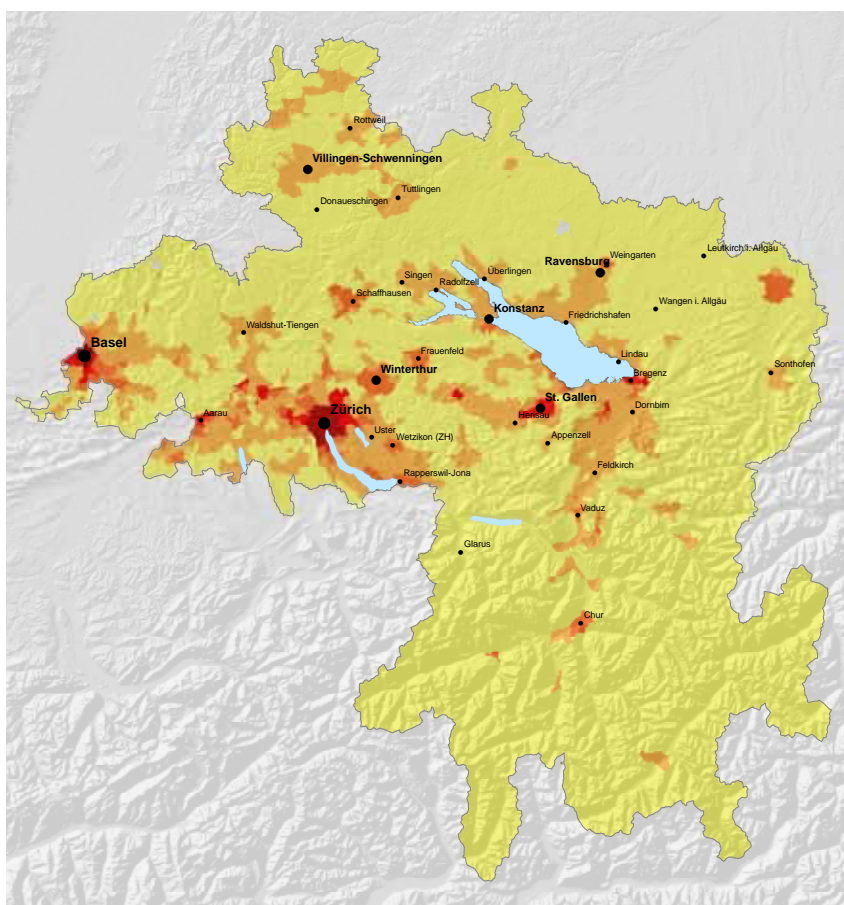 Rottweil
Villingen-Schwenningen
Tuttlingen
Donaueschingen
Leutkirch i. Allgäu
Weingarten
Ravensburg
Überlingen
Singen
Radolfzell
Schaffhausen
Wangen i. Allgäu
Konstanz
Friedrichshafen
Waldshut-Tiengen
Basel
Frauenfeld
Lindau
Sonthofen
Winterthur
Bregenz
St. Gallen
Zürich
Aarau
Dornbirn
Herisau
Uster
Wetzikon (ZH)
Appenzell
Rapperswil-Jona
Feldkirch
Vaduz
Glarus
Chur